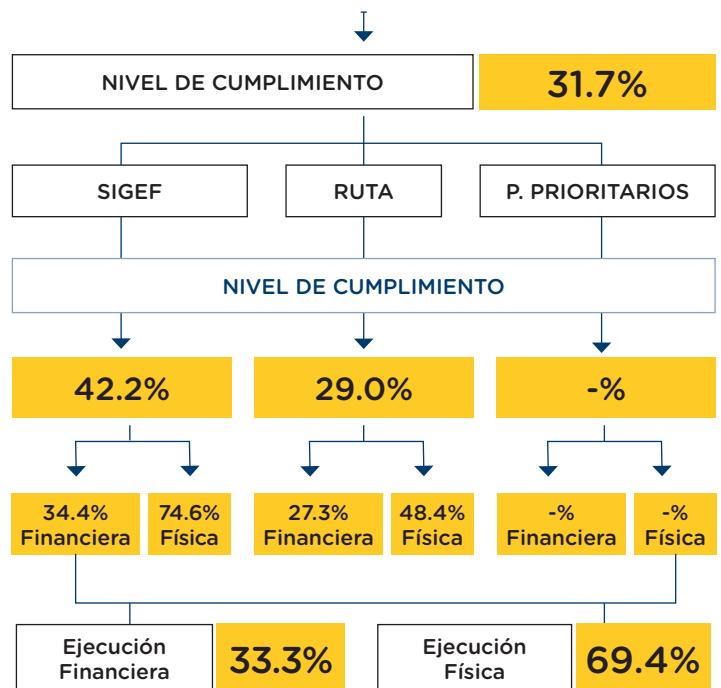 NIVEL DE CUMPLIMIENTO
31.7%
SIGEF
RUTA
P. PRIORITARIOS
NIVEL DE CUMPLIMIENTO
42.2%
29.0%
-%
34.4%
Financiera
74.6%
Física
27.3%
Financiera
48.4%
Física
-%
Financiera
-%
Física
Ejecución
Financiera
33.3%
Ejecución
Física
69.4%